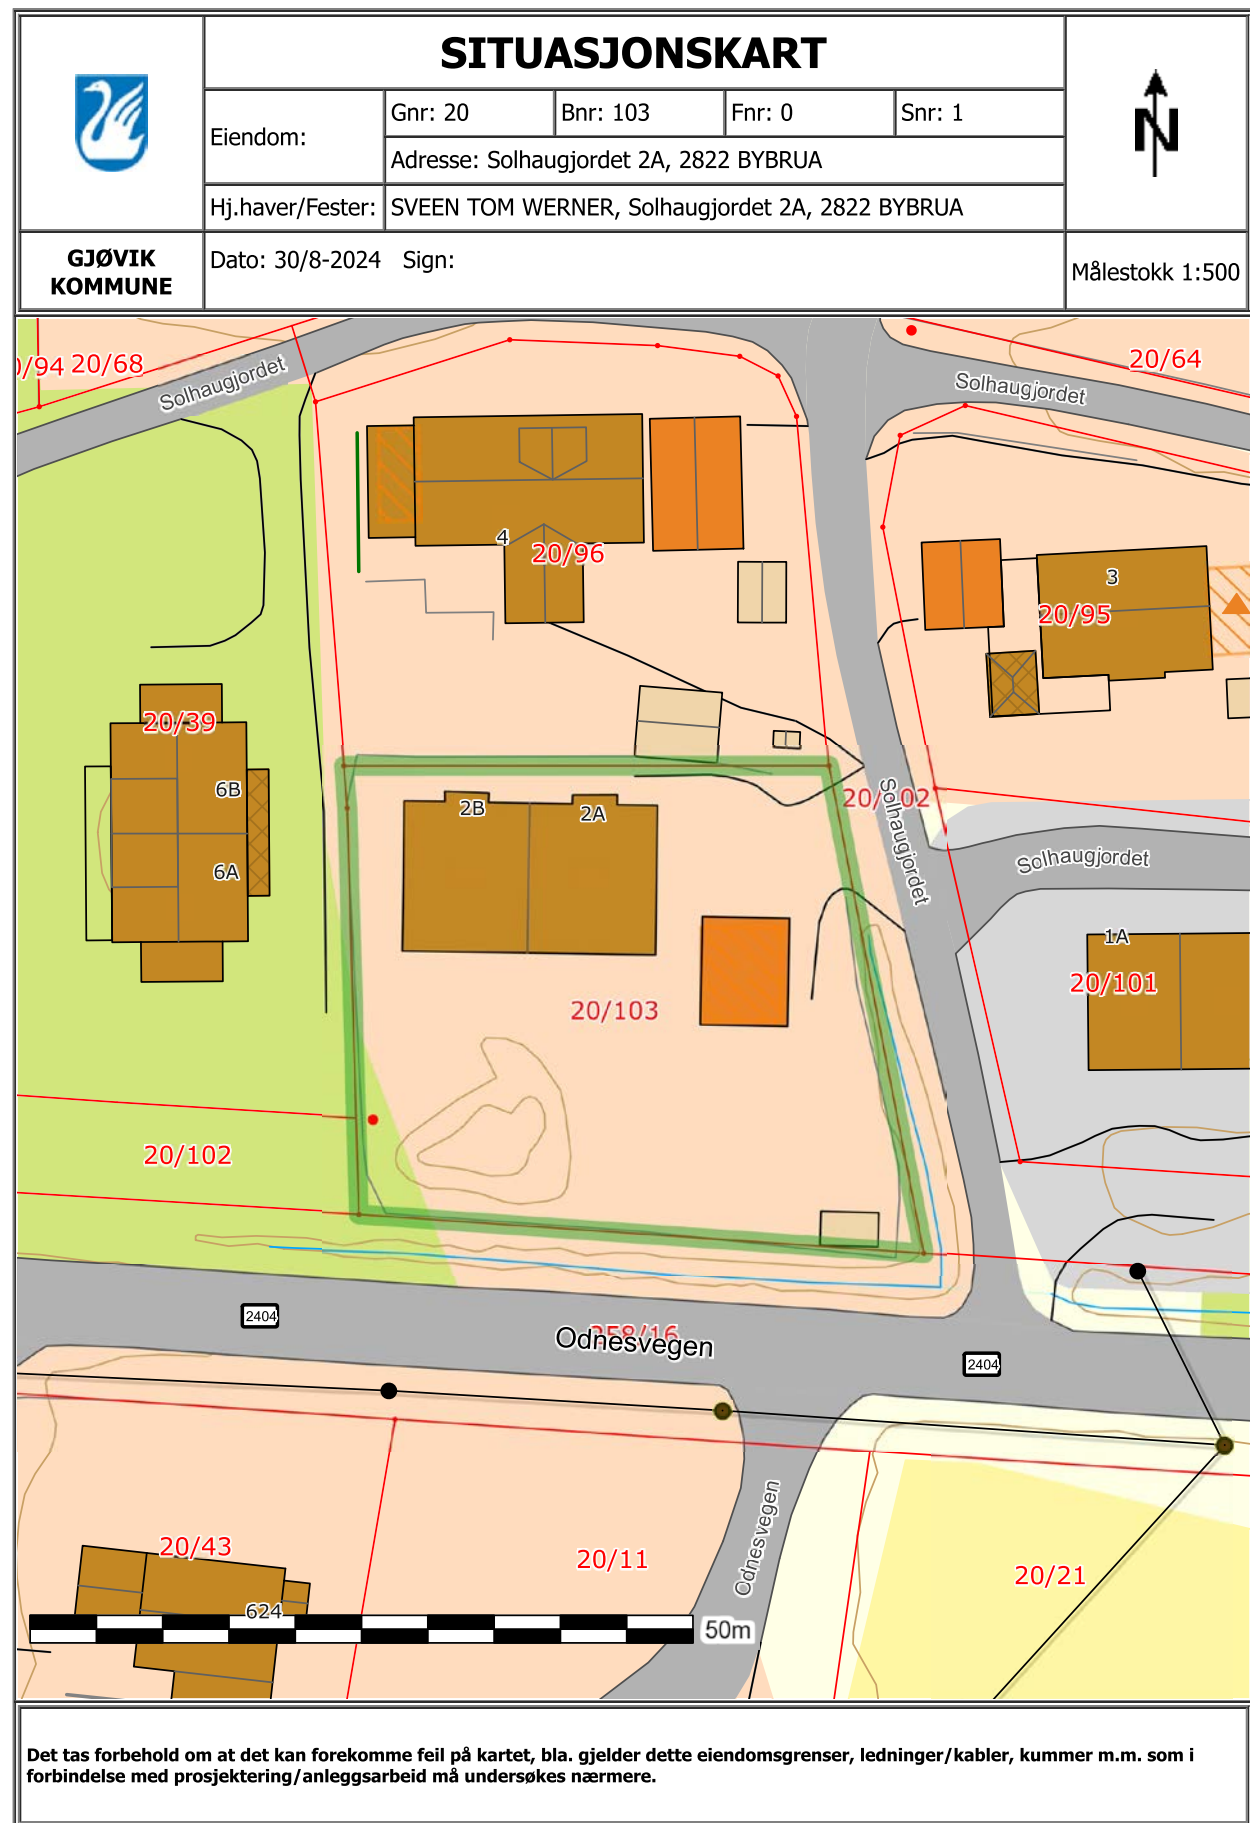 SITUASJONSKART
Eiendom:
Gnr: 20
Bnr: 103
Fnr: 0
Snr: 1
Adresse: Solhaugjordet 2A, 2822 BYBRUA
Hj.haver/Fester:
SVEEN TOM WERNER, Solhaugjordet 2A, 2822 BYBRUA
N
GJØVIK
KOMMUNE
Dato: 30/8-2024 Sign:
Målestokk 1:500
/94
20/68
Solhaugjordet
20/64
Solhaugjordet
4
20/96
3
20/95
20/39
6B
6A
2B
2A
20/102
Solhaugjordet
Solhaugjordet
1A
20/101
20/103
20/102
2404
258/16
Odnesvegen
2404
Odnesvegen
20/43
20/11
20/21
624
50m
Det tas forbehold om at det kan forekomme feil på kartet, bla. gjelder dette eiendomsgrenser, ledninger/kabler, kummer m.m. som i
forbindelse med prosjektering/anleggsarbeid må undersøkes nærmere.